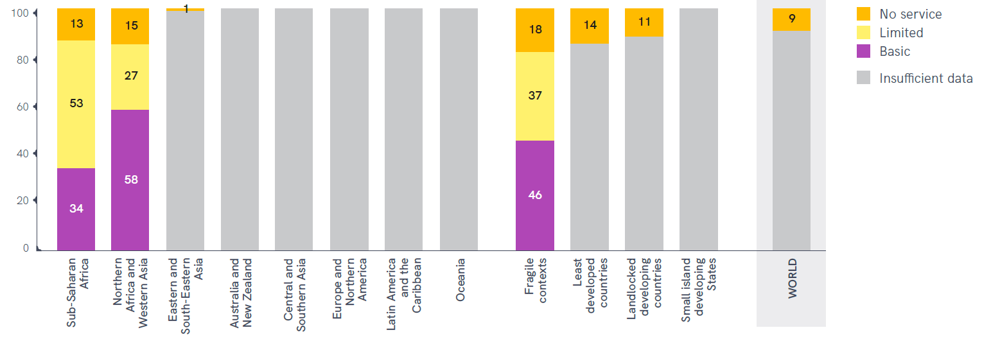 100
80
60
40
20
0
13
53
34
15
27
58
1
18
37
46
14
11
9
Sub-Saharan
Africa
Northern
Africa and
Western Asia
Eastern and
South-Eastern
Asia
Australia and
New Zealand
Central and
Southern Asia
Europe and
Northern
America
Latin America
and the
Caribbean
Oceania
Fragile
contexts
Least
developed
countries
Landlocked
developing
countries
Small island
developing
States
WORLD
No service
Limited
Basic
Insufficient data